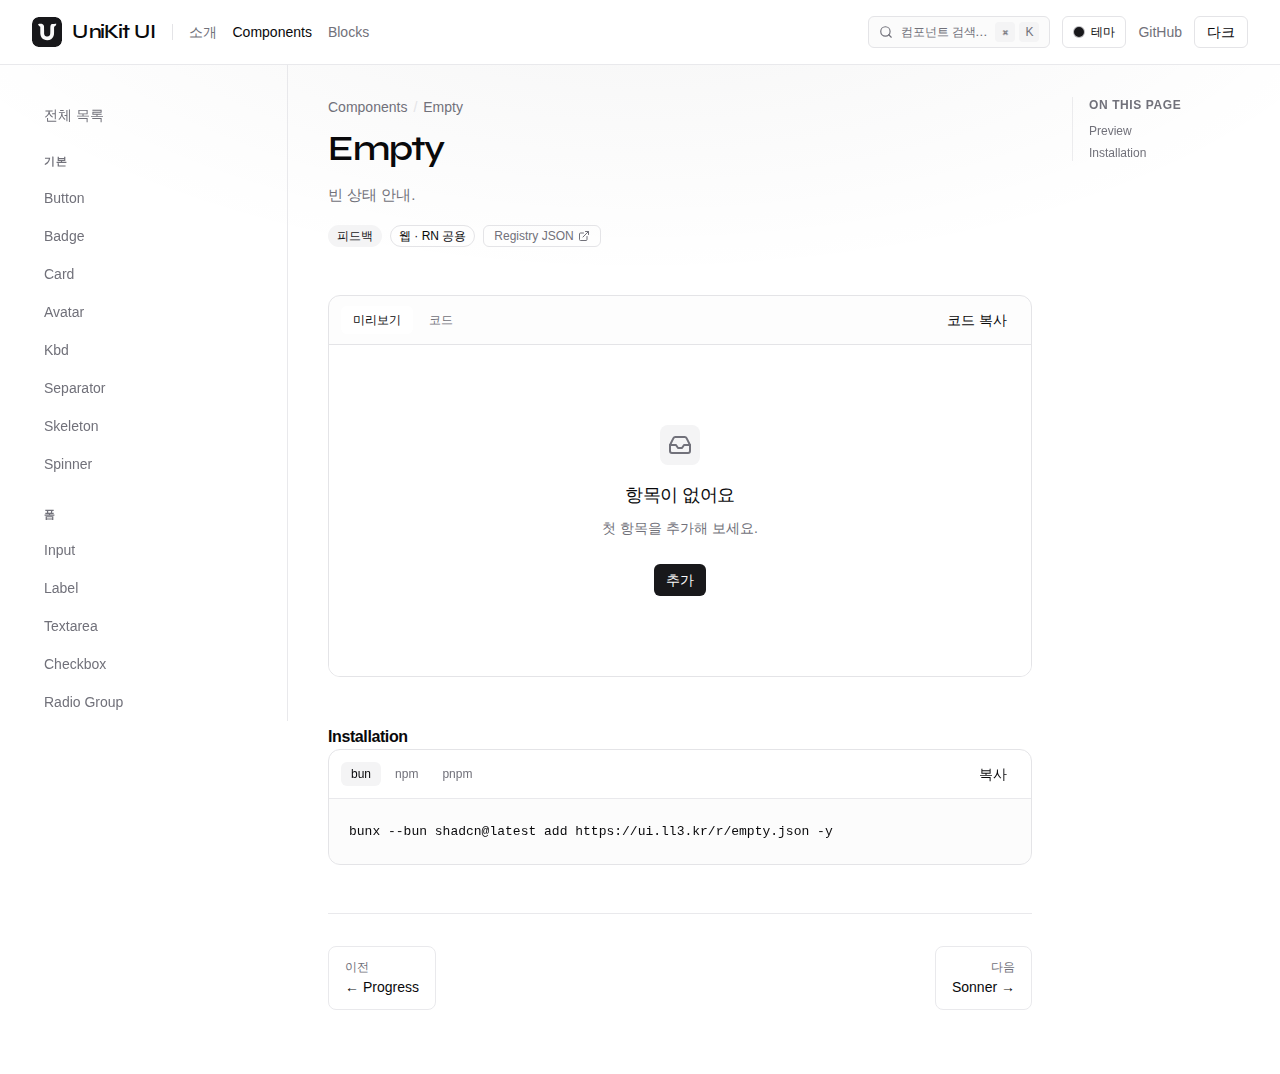 UniKit UI
소개
Components
Blocks
컴포넌트 검색...
⌘ K
테마
GitHub
다크
전체 목록
기본
Button
Badge
Card
Avatar
Kbd
Separator
Skeleton
Spinner
폼
Input
Label
Textarea
Checkbox
Radio Group
Components / Empty
Empty
빈 상태 안내.
피드백
웹 · RN 공용
Registry JSON
미리보기
코드
코드 복사
항목이 없어요
첫 항목을 추가해 보세요.
추가
Installation
bun
npm
pnpm
복사
bunx --bun shadcn@latest add https://ui.ll3.kr/r/empty.json -y
이전
← Progress
다음
Sonner →
ON THIS PAGE
Preview
Installation